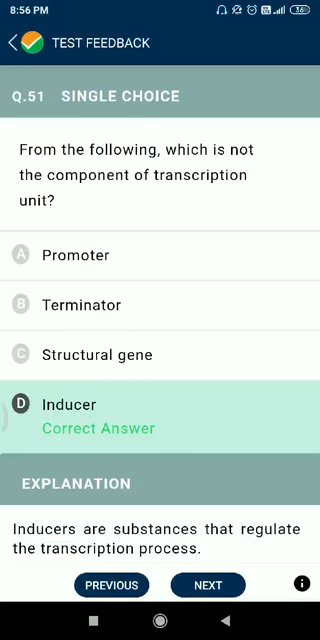 8:56 PM
36
TEST FEEDBACK
Q.51 SINGLE CHOICE
From the following, which is not
the component of transcription
unit?
A Promoter
B Terminator
C Structural gene
D Inducer
Correct Answer
EXPLANATION
Inducers are substances that regulate
the transcription process.
PREVIOUS NEXT